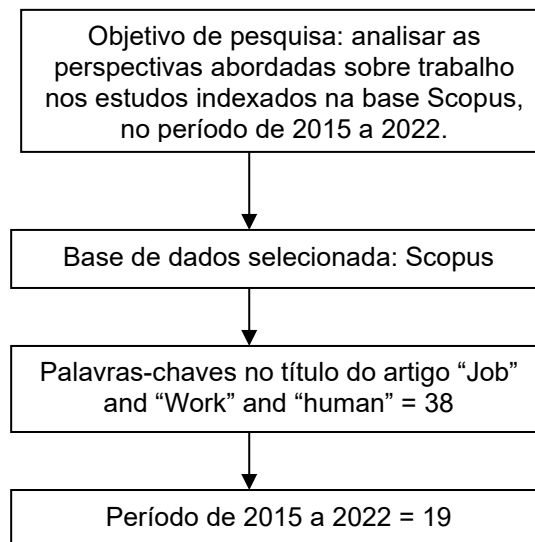 Objetivo de pesquisa: analisar as
perspectivas abordadas sobre trabalho
nos estudos indexados na base Scopus,
no período de 2015 a 2022.
Base de dados selecionada: Scopus
Palavras-chaves no título do artigo “Job”
and “Work” and “human” = 38
Período de 2015 a 2022 = 19